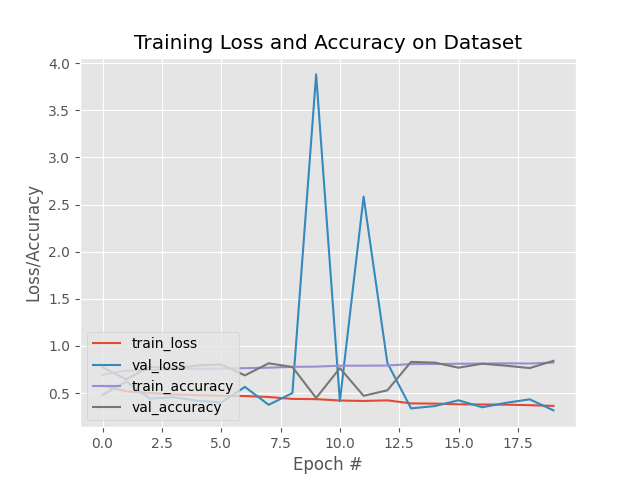 Training Loss and Accuracy on Dataset
Loss/Accuracy
4.0
3.5
3.0
2.5
2.0
1.5
1.0
0.5
train_loss
val_loss
train_accuracy
val_accuracy
0.0 2.5 5.0 7.5 10.0 12.5 15.0 17.5
Epoch #